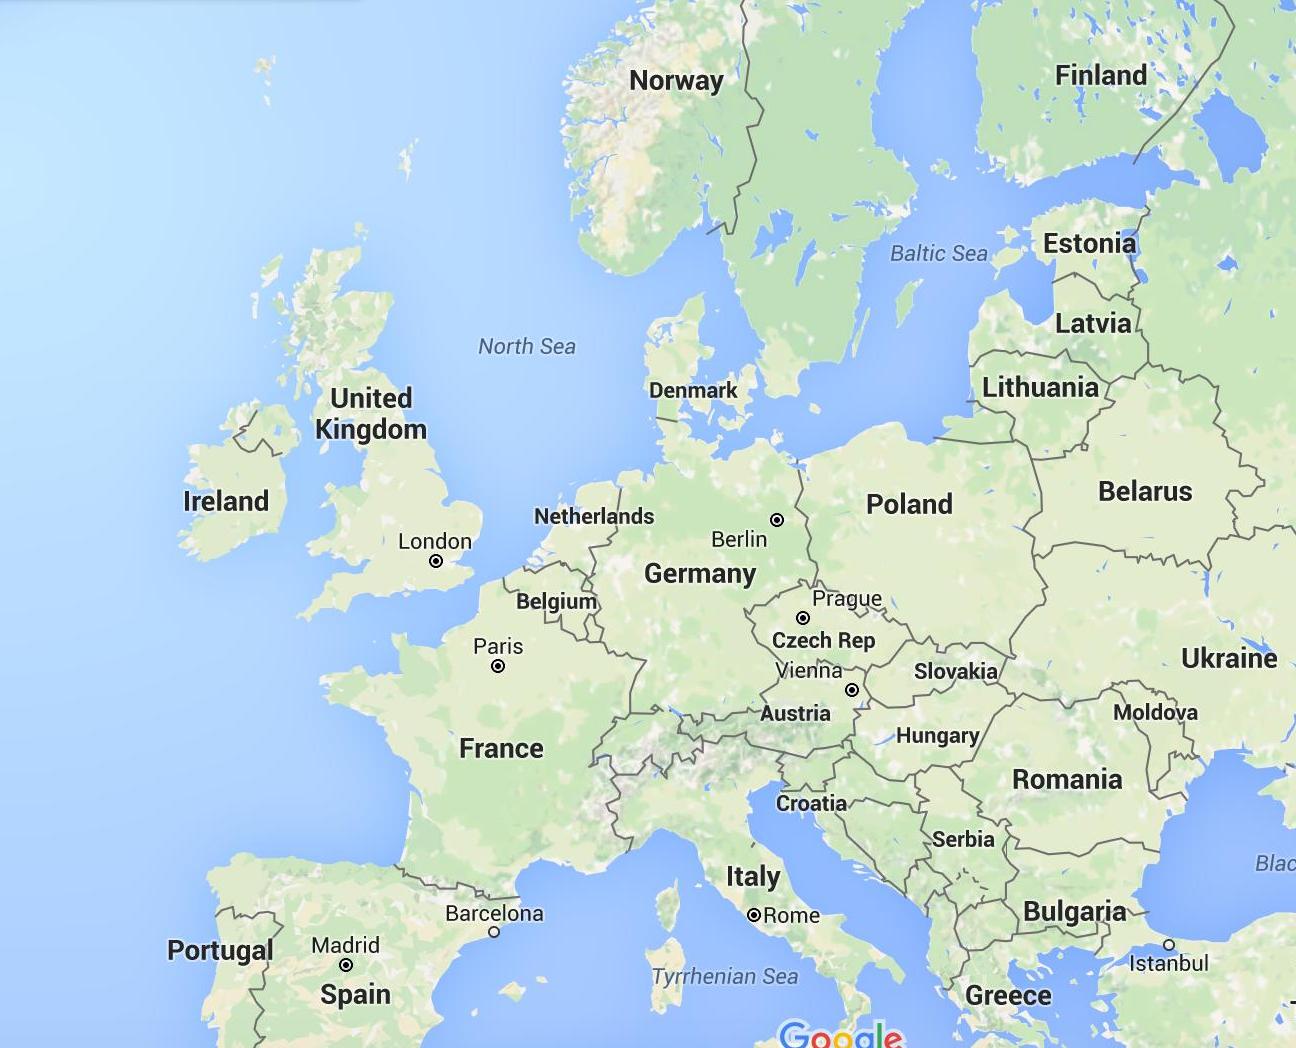 Norway
Finland
Estonia
Baltic Sea
Latvia
North Sea
Denmark
Lithuania
United
Kingdom
Ireland
Belarus
Poland
Netherlands
London
Berlin
Germany
Belgium
Prague
Czech Rep
Paris
Ukraine
Vienna
Slovakia
Austria
Moldova
Hungary
France
Romania
Croatia
Serbia
Blac
Italy
Barcelona
Rome
Bulgaria
Portugal
Madrid
Istanbul
Tyrrhenian Sea
Spain
Greece
Google